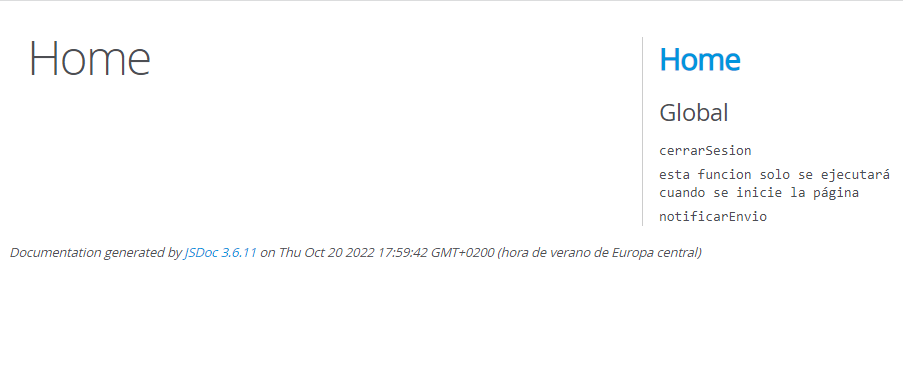 Home
Home
Global
cerrarSesion
esta funcion solo se ejecutará
cuando se inicie la página
notificarEnvio
Documentation generated by JSDoc 3.6.11 on Thu Oct 20 2022 17:59:42 GMT+0200 (hora de verano de Europa central)